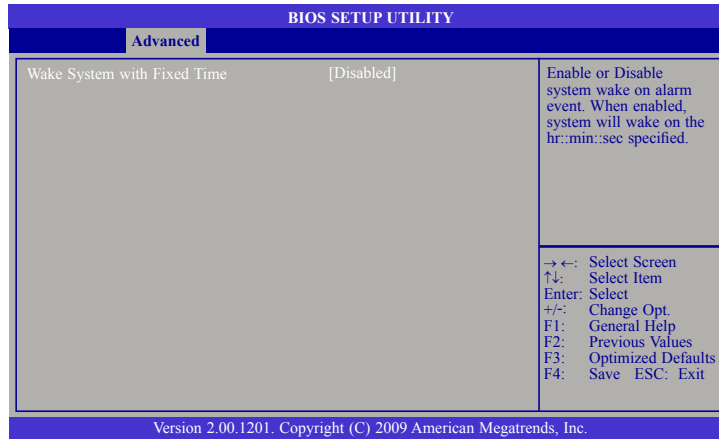 BIOS SETUP UTILITY
Advanced
Wake System with Fixed Time [Disabled]
Enable or Disable
system wake on alarm
event. When enabled,
system will wake on the
hr::min::sec specified.
→←: Select Screen
↑↓: Select Item
Enter: Select
+/-: Change Opt.
F1: General Help
F2: Previous Values
F3: Optimized Defaults
F4: Save ESC: Exit
Version 2.00.1201. Copyright (C) 2009 American Megatrends, Inc.